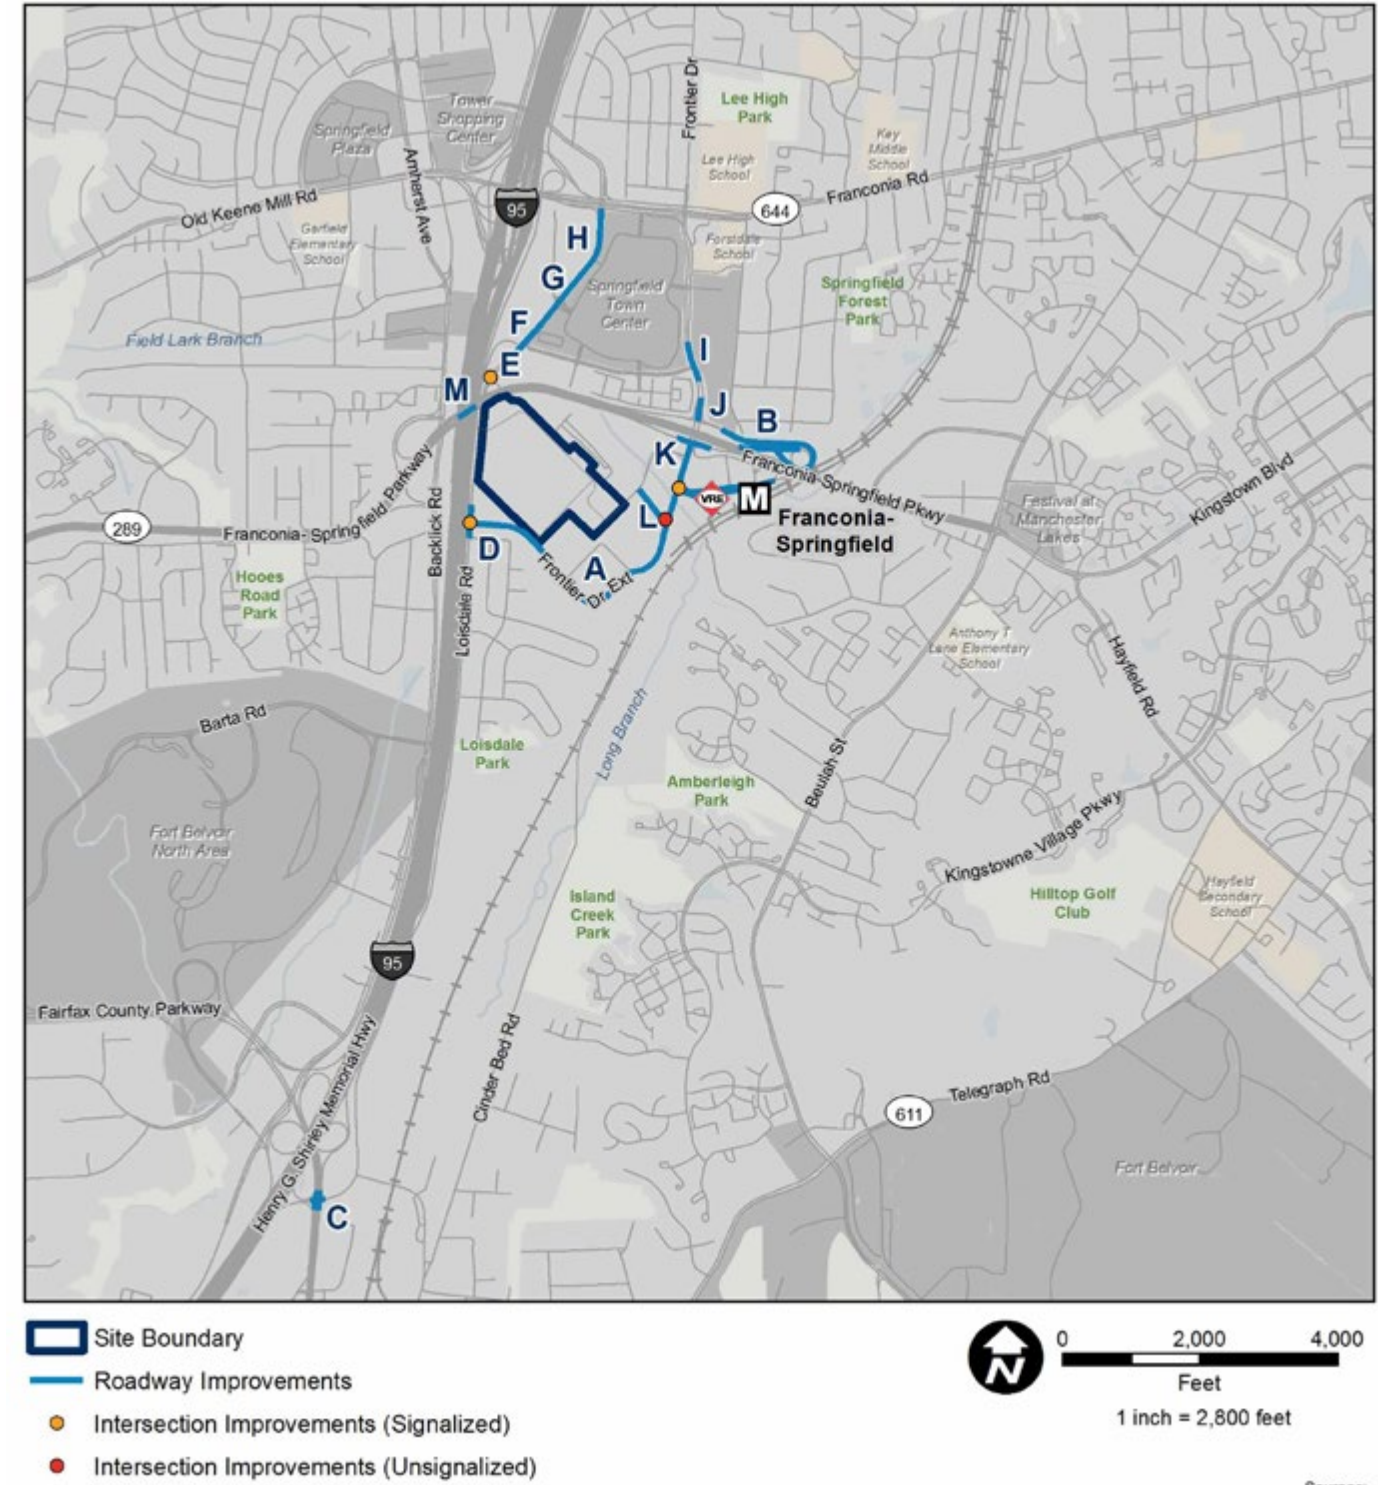 Frontier Dr
Lee High
Park
Tower
Shopping
Center
Springfield
Plaza
Key
Middle
School
Lee High
School
Amherst Ave
Franconia Rd
Old Keene Mill Rd
95
644
H
Garfield
Elementary
School
Forstdale
School
G
Springfield
Town
Center
Springfield
Forest
Park
F
Field Lark Branch
I
E
M
J
B
K
Franconia-Springfield Pkwy
Kingstown Blvd
VRE
M
Festival at
Manchester
Lakes
289
Franconia-Springfield Parkway
Backlick Rd
L
Franconia-
Springfield
D
A
Frontier Dr Ext
Hooes
Road
Park
Loisdale Rd
Anthony T
Lane Elementary
School
Hayfield Rd
Barta Rd
Long Branch
Loisdale
Park
Beulah St
Amberleigh
Park
Kingstowne Village Pkwy
Fort Belvoir
North Area
Island
Creek
Park
Hilltop Golf
Club
Hayfield
Secondary
School
95
Fairfax County Parkway
Henry G. Shirley Memorial Hwy
Cinder Bed Rd
Telegraph Rd
611
Fort Belvoir
C
Site Boundary
Roadway Improvements
Intersection Improvements (Signalized)
Intersection Improvements (Unsignalized)
N
0 2,000 4,000
Feet
1 inch = 2,800 feet